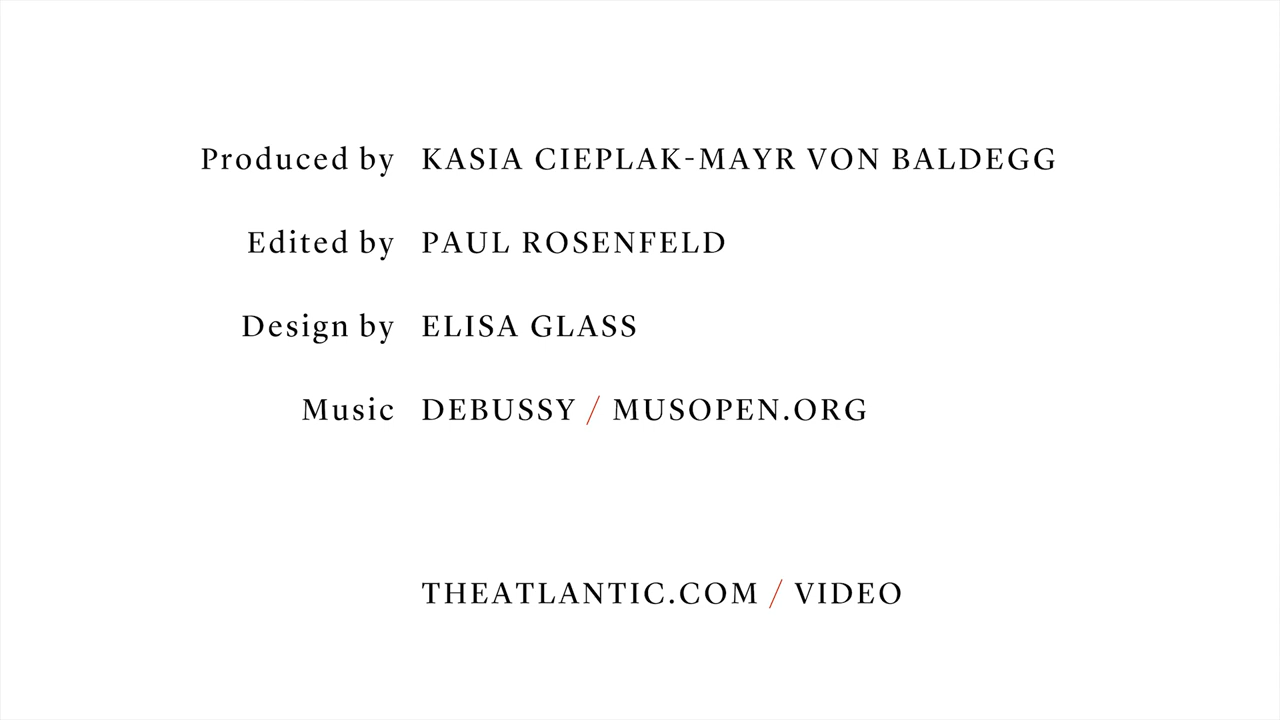 Produced by KASIA CIEPLAK-MAYR VON BALDEGG
Edited by PAUL ROSENFELD
Design by ELISA GLASS
Music DEBUSSY / MUSOPEN.ORG
THEATLANTIC.COM / VIDEO